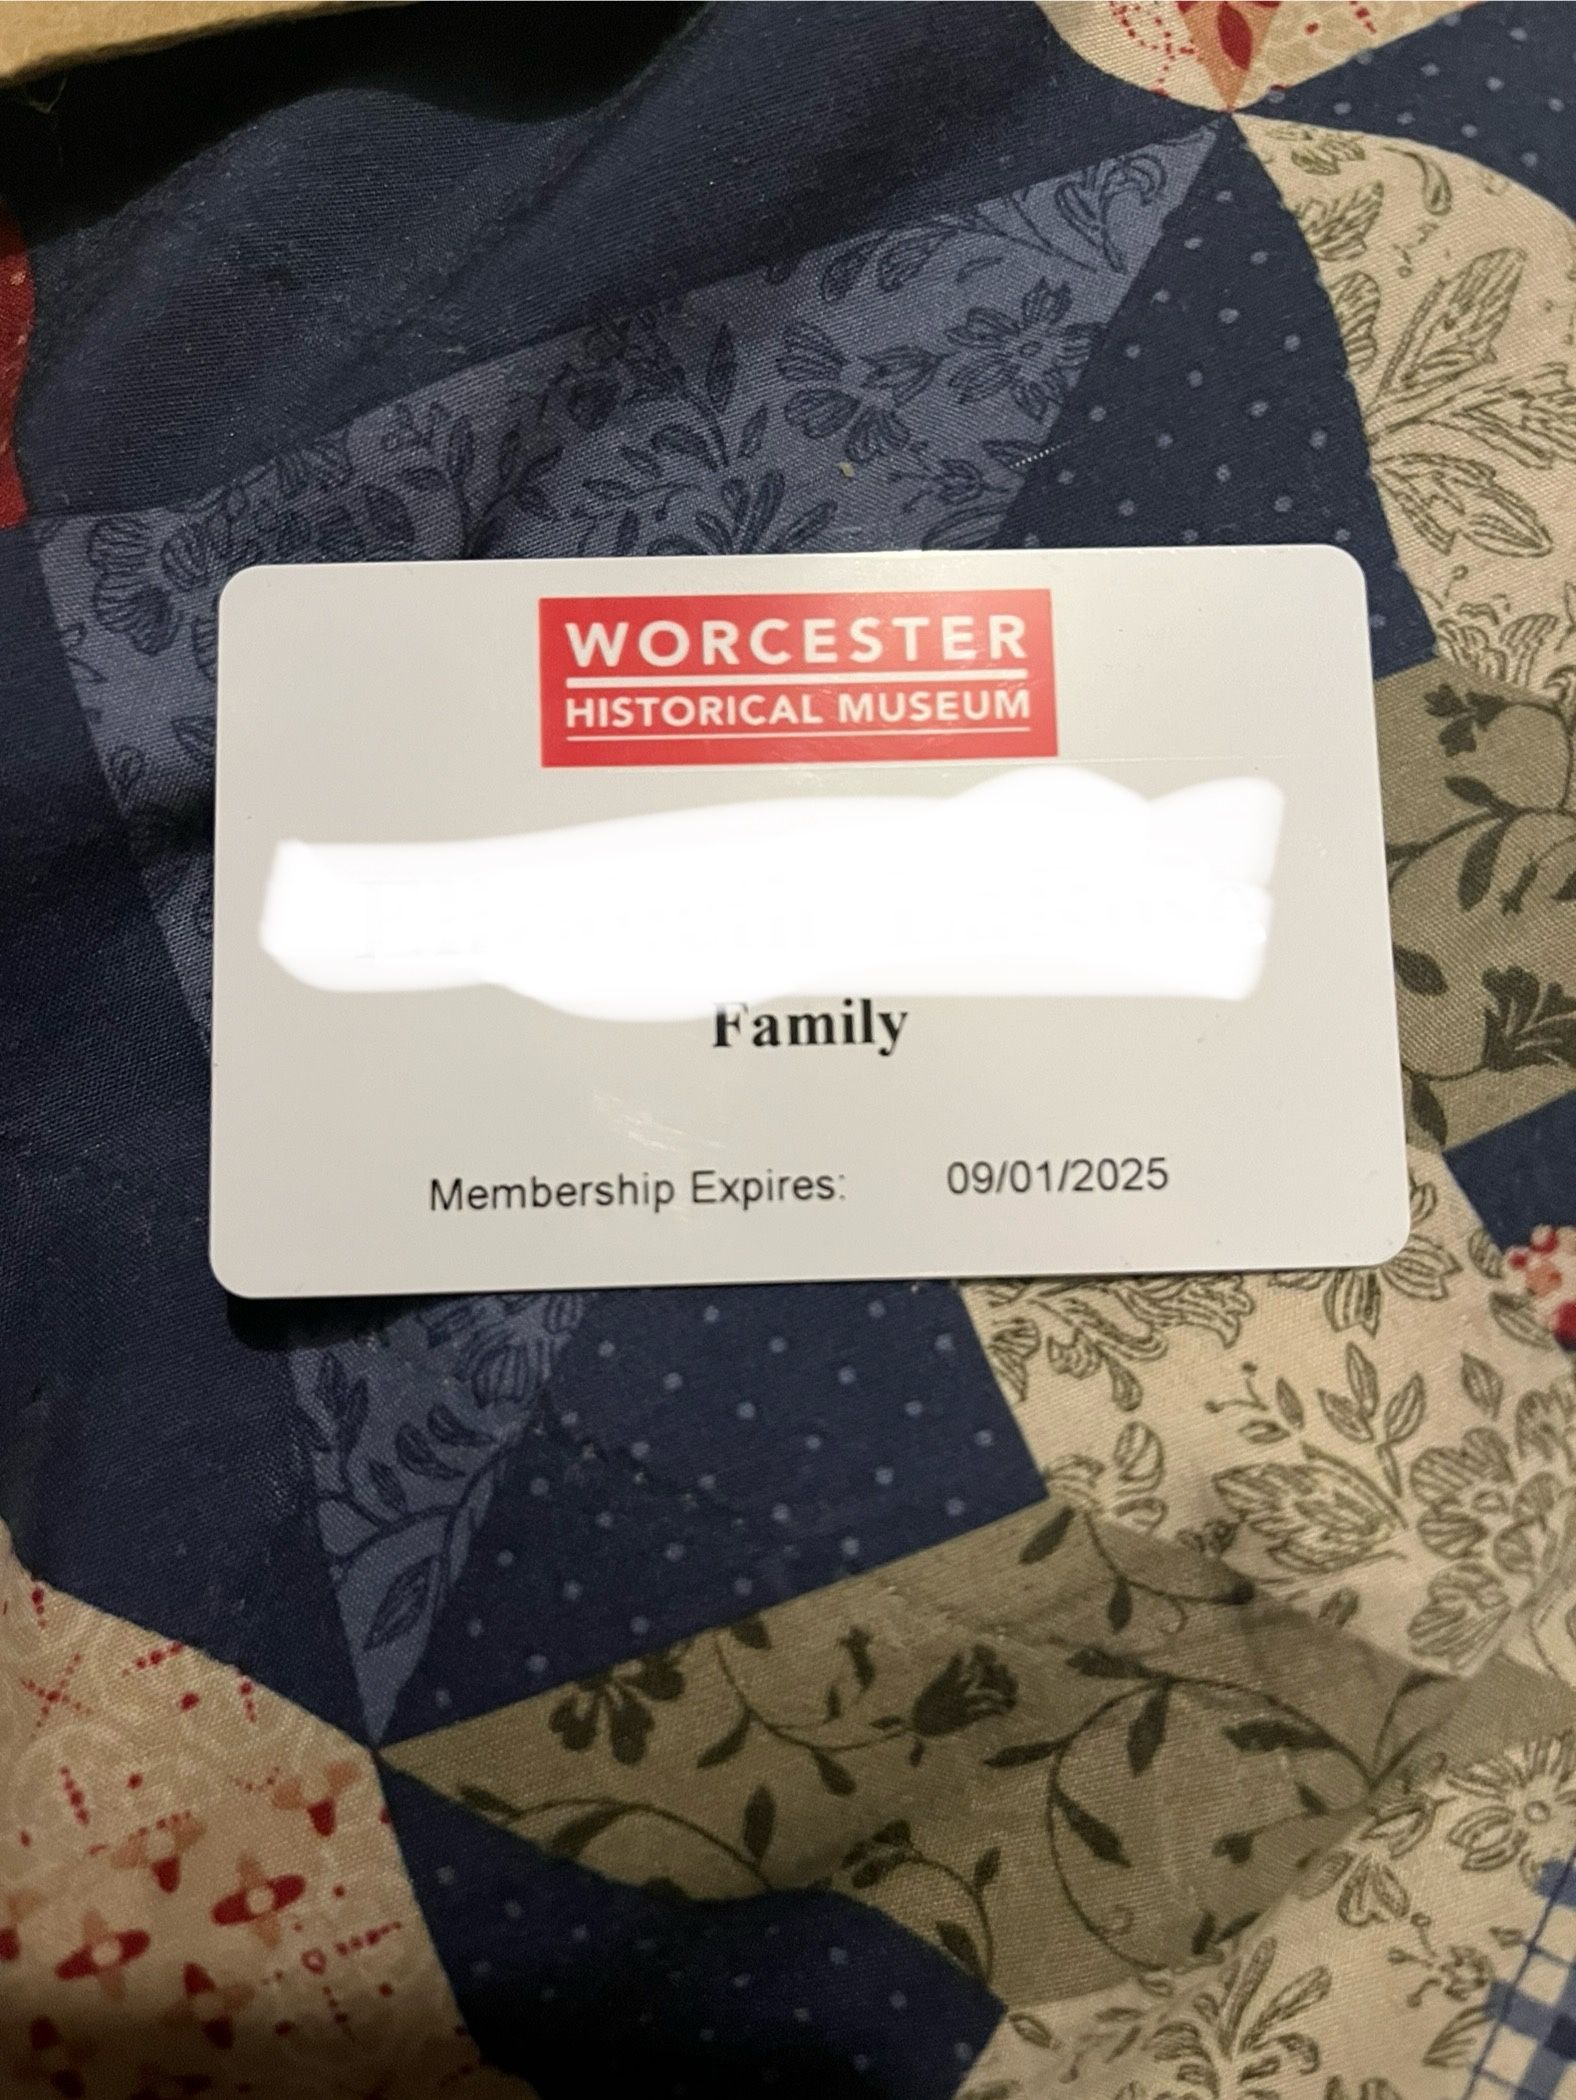 WORCESTER
HISTORICAL MUSEUM
Family
Membership Expires: 09/01/2025